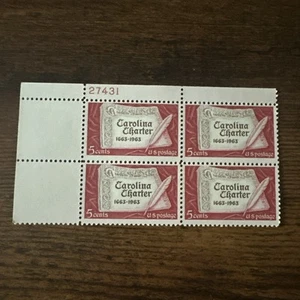 27431
Carolina
Charter
1663-1963
5 cents
U S postage
Carolina
Charter
1663-1963
5 cents
U S postage
Carolina
Charter
1663-1963
5 cents
U S postage
Carolina
Charter
1663-1963
5 cents
U S postage